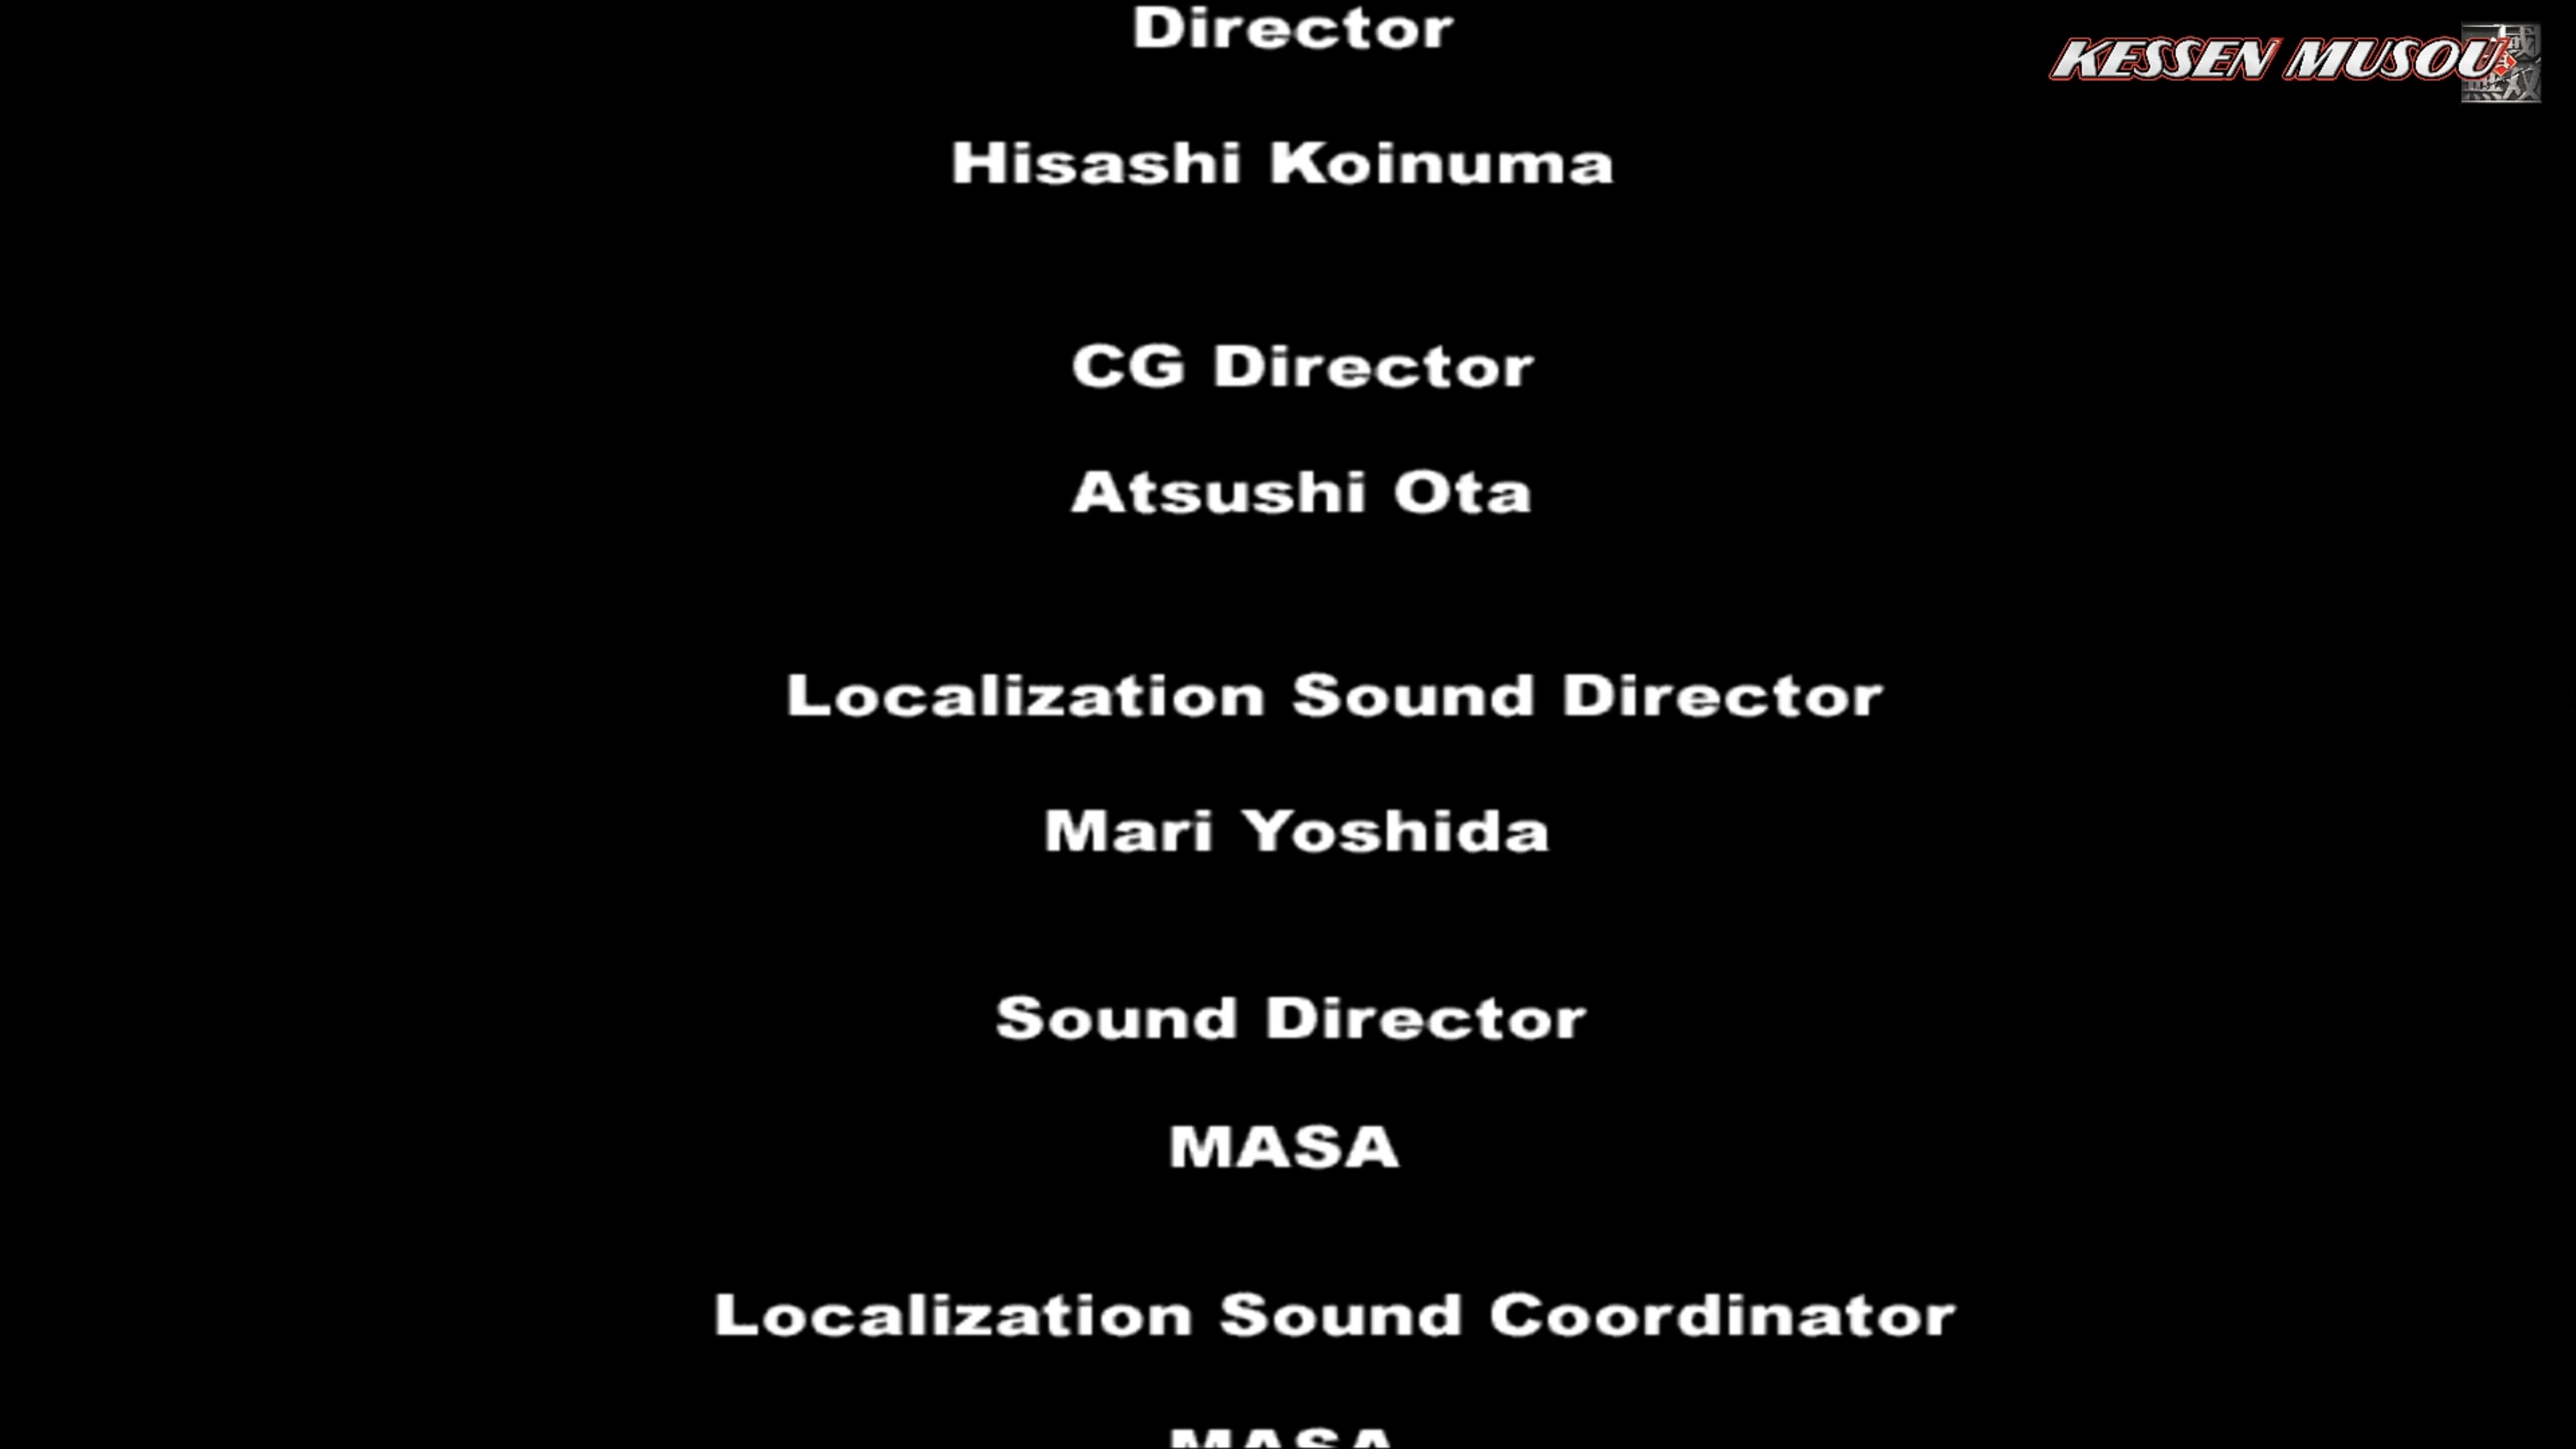 Director
KESSEN MUSOU
Hisashi Koinuma
CG Director
Atsushi Ota
Localization Sound Director
Mari Yoshida
Sound Director
MASA
Localization Sound Coordinator
MASA